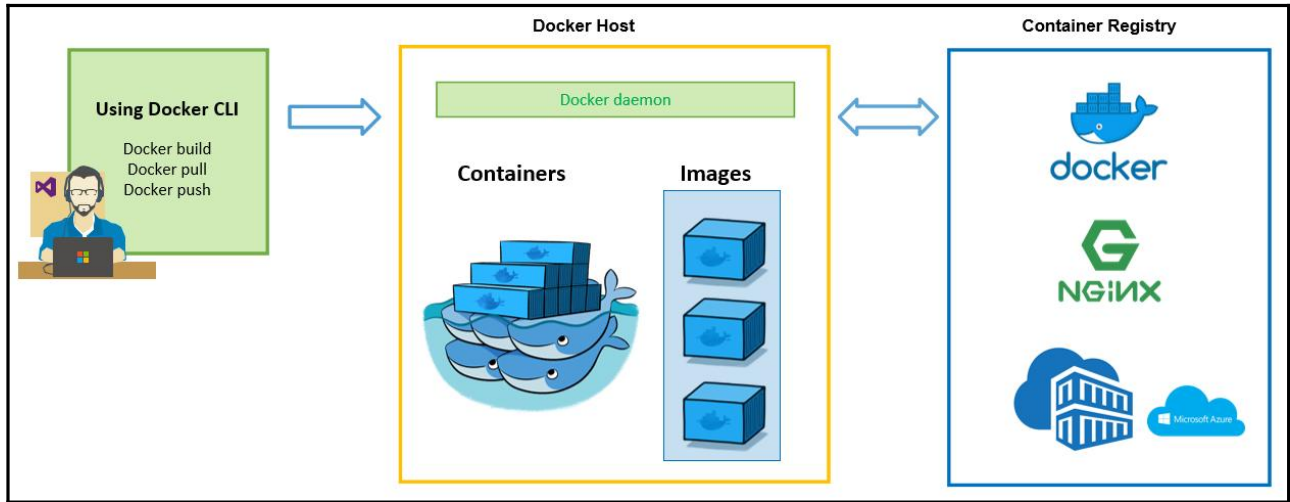 Docker Host
Container Registry
Using Docker CLI
Docker build
Docker pull
Docker push
Docker daemon
Containers
Images
docker
NGiNX
Microsoft Azure